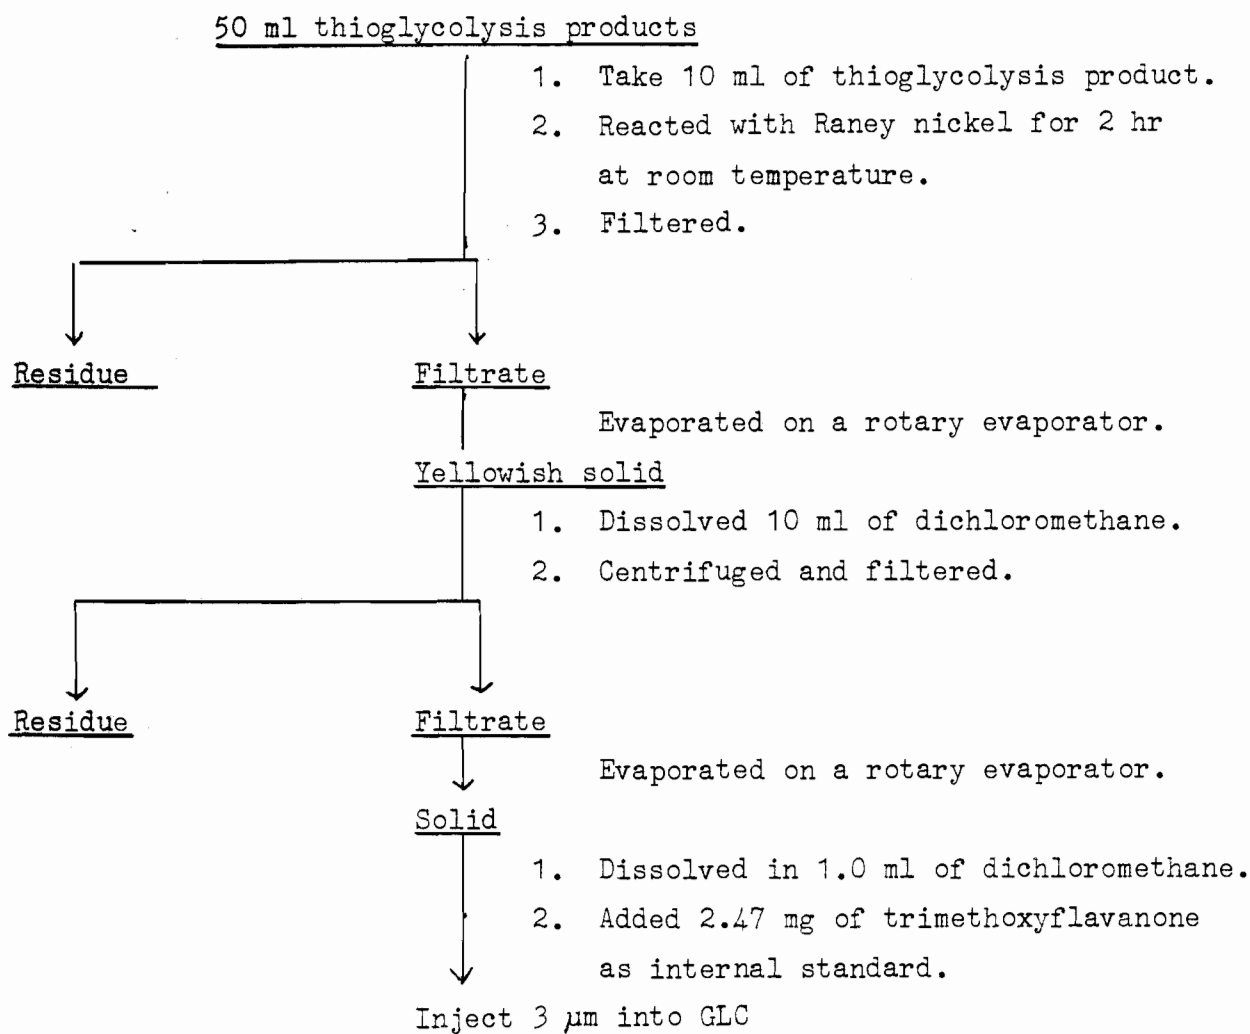 50 ml thioglycolysis products
1. Take 10 ml of thioglycolysis product.
2. Reacted with Raney nickel for 2 hr
at room temperature.
3. Filtered.
Residue
Filtrate
Evaporated on a rotary evaporator.
Yellowish solid
1. Dissolved 10 ml of dichloromethane.
2. Centrifuged and filtered.
Residue
Filtrate
Evaporated on a rotary evaporator.
Solid
1. Dissolved in 1.0 ml of dichloromethane.
2. Added 2.47 mg of trimethoxyflavanone
as internal standard.
Inject 3 µm into GLC